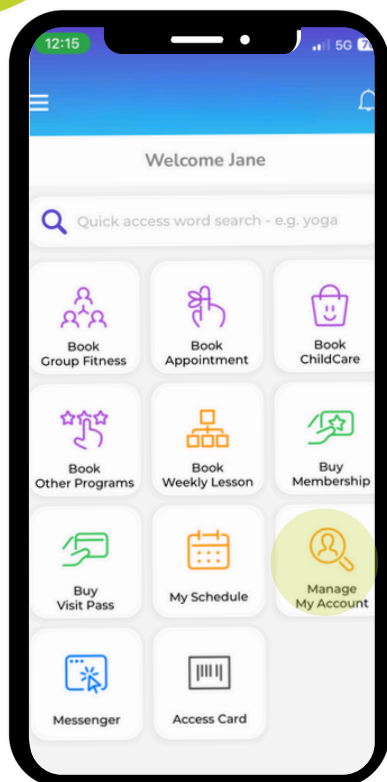 12:15
5G
Welcome Jane
Quick access word search - e.g. yoga
Book
Group Fitness
Book
Appointment
Book
ChildCare
Book
Other Programs
Book
Weekly Lesson
Buy
Membership
Buy
Visit Pass
My Schedule
Manage
My Account
Messenger
Access Card